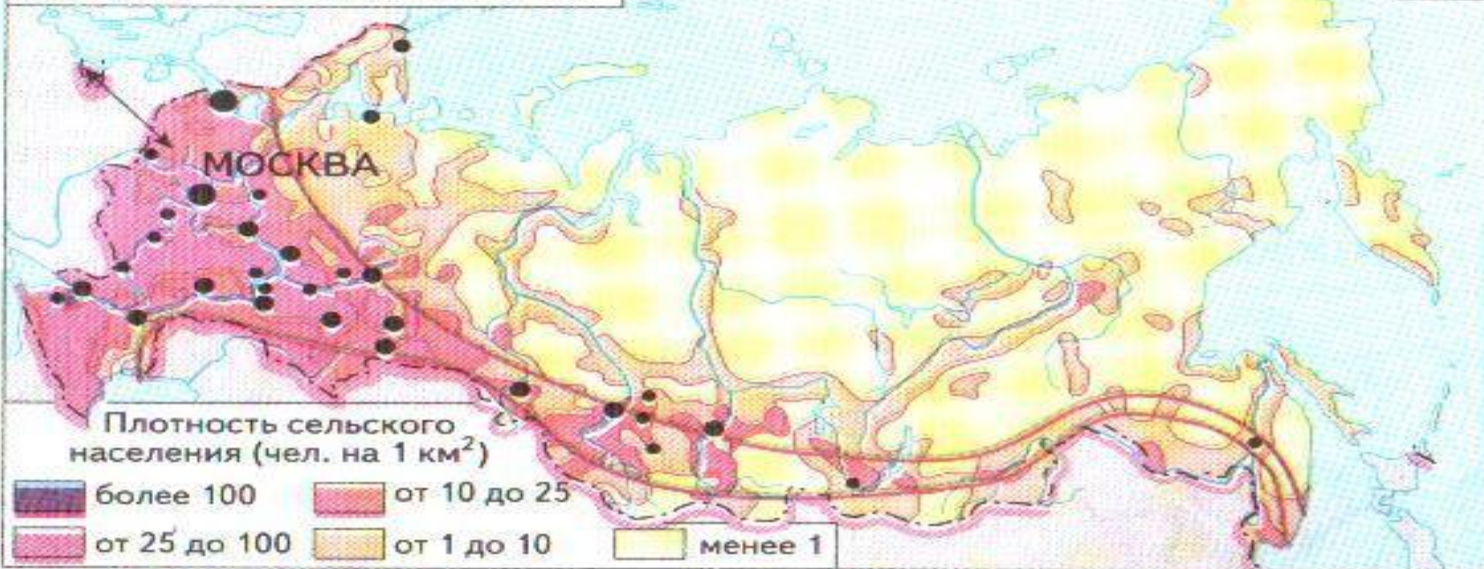 МОСКВА
Плотность сельского
населения (чел. на 1 км²)
более 100
от 10 до 25
от 25 до 100
от 1 до 10
менее 1